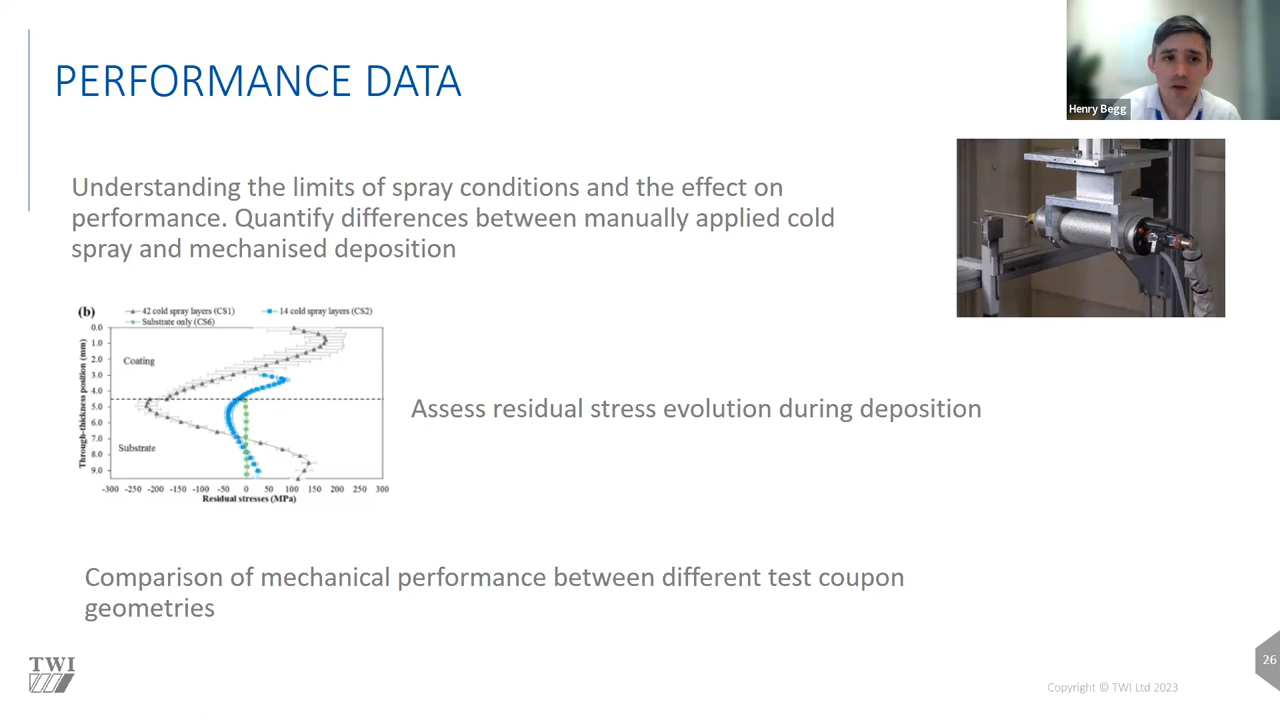 PERFORMANCE DATA
Henry Begg
Understanding the limits of spray conditions and the effect on
performance. Quantify differences between manually applied cold
spray and mechanised deposition
(b)
42 cold spray layers (CS1)
14 cold spray layers (CS2)
Substrate only (CS6)
Through-thickness position (mm)
0.0
1.0
2.0
3.0
4.0
5.0
6.0
7.0
8.0
9.0
Coating
Substrate
-300 -250 -200 -150 -100 -50 0 50 100 150 200 250 300
Residual stresses (MPa)
Assess residual stress evolution during deposition
Comparison of mechanical performance between different test coupon
geometries
TWI
26
Copyright © TWI Ltd 2023